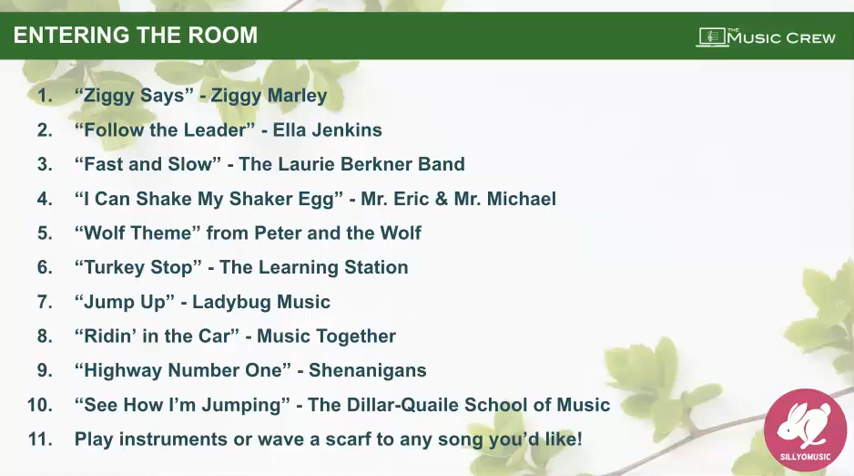 ENTERING THE ROOM
THE MUSIC CREW
1. “Ziggy Says” - Ziggy Marley
2. “Follow the Leader” - Ella Jenkins
3. “Fast and Slow” - The Laurie Berkner Band
4. “I Can Shake My Shaker Egg” - Mr. Eric & Mr. Michael
5. “Wolf Theme” from Peter and the Wolf
6. “Turkey Stop” - The Learning Station
7. “Jump Up” - Ladybug Music
8. “Ridin’ in the Car” - Music Together
9. “Highway Number One” - Shenanigans
10. “See How I’m Jumping” - The Dillar-Quaile School of Music
11. Play instruments or wave a scarf to any song you’d like!
SILLYOMUSIC